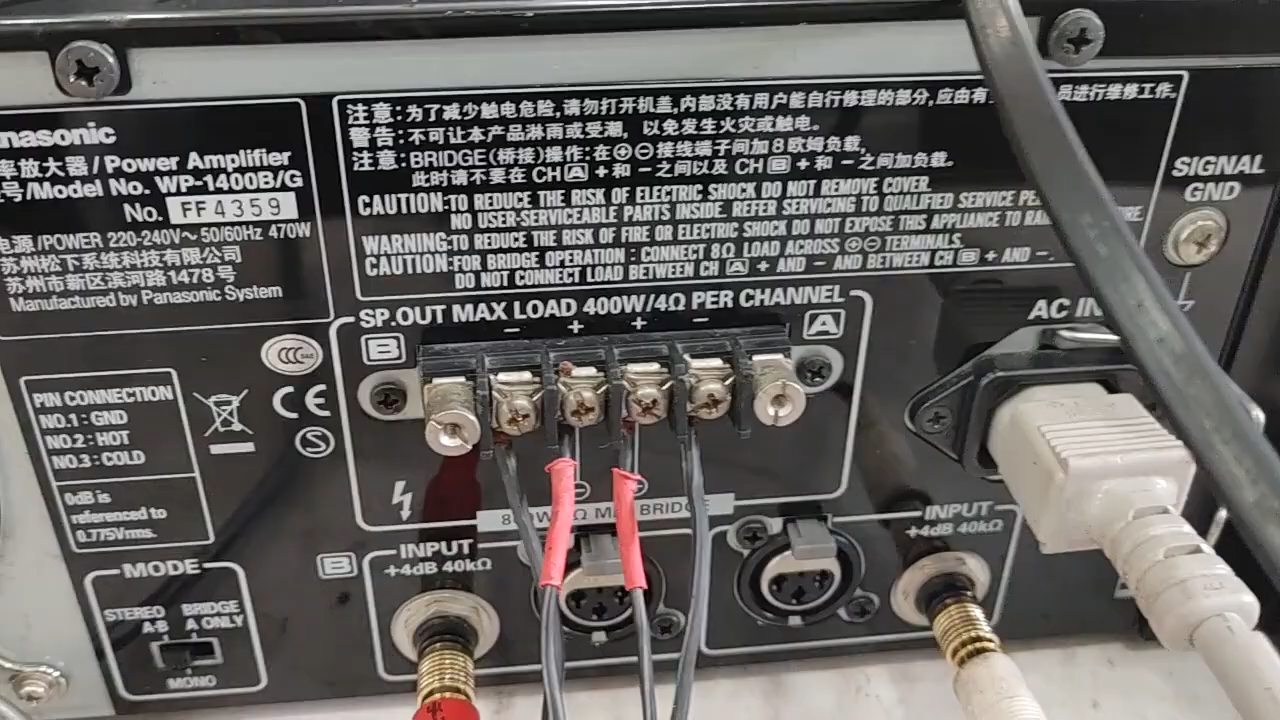 nasonic
率放大器/Power Amplifier
号/Model No. WP-1400B/G
No. FF4359
电源/POWER 220-240V～ 50/60Hz 470W
苏州松下系统科技有限公司
苏州市新区滨河路1478号
Manufactured by Panasonic System
注意:为了减少触电危险,请勿打开机盖,内部没有用户能自行修理的部分,应由有 员进行维修工作。
警告:不可让本产品淋雨或受潮, 以免发生火灾或触电。
注意:BRIDGE(桥接)操作:在⊕⊖接线端子间加8欧姆负载,
此时请不要在 CH A + 和 − 之间以及 CH B + 和 − 之间加负载。
CAUTION:TO REDUCE THE RISK OF ELECTRIC SHOCK DO NOT REMOVE COVER.
NO USER-SERVICEABLE PARTS INSIDE. REFER SERVICING TO QUALIFIED SERVICE PE
WARNING:TO REDUCE THE RISK OF FIRE OR ELECTRIC SHOCK DO NOT EXPOSE THIS APPLIANCE TO RA URE.
CAUTION:FOR BRIDGE OPERATION : CONNECT 8Ω LOAD ACROSS ⊕⊖ TERMINALS.
DO NOT CONNECT LOAD BETWEEN CH A + AND − AND BETWEEN CH B + AND −.
SIGNAL
GND
SP.OUT MAX LOAD 400W/4Ω PER CHANNEL
− + + −
B
A
AC IN
CCC
CE
S
PIN CONNECTION
NO.1 : GND
NO.2 : HOT
NO.3 : COLD
0dB is
referenced to
0.775Vrms.
MODE
STEREO
A·B
BRIDGE
A ONLY
MONO
BRIDGE
B
INPUT
+4dB 40kΩ
INPUT
+4dB 40kΩ